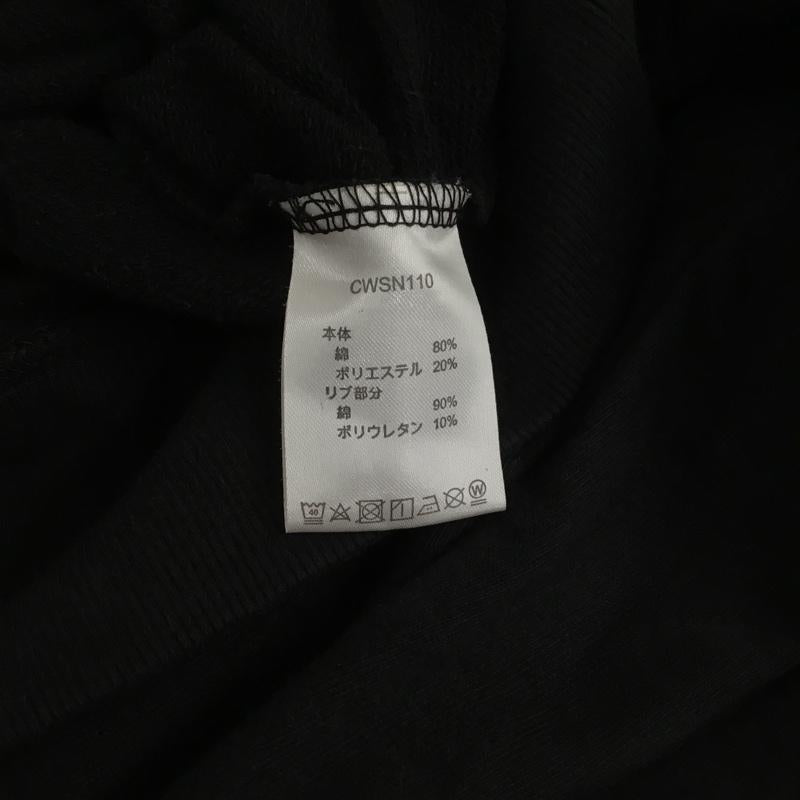 CWSN110
本体
綿 80%
ポリエステル 20%
リブ部分
綿 90%
ポリウレタン 10%
40 W